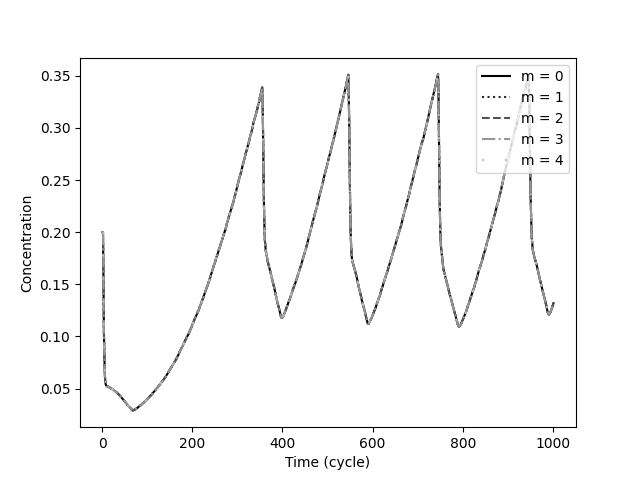 0.35
0.30
0.25
0.20
0.15
0.10
0.05
Concentration
0
200
400
600
800
1000
Time (cycle)
m = 0
m = 1
m = 2
m = 3
m = 4